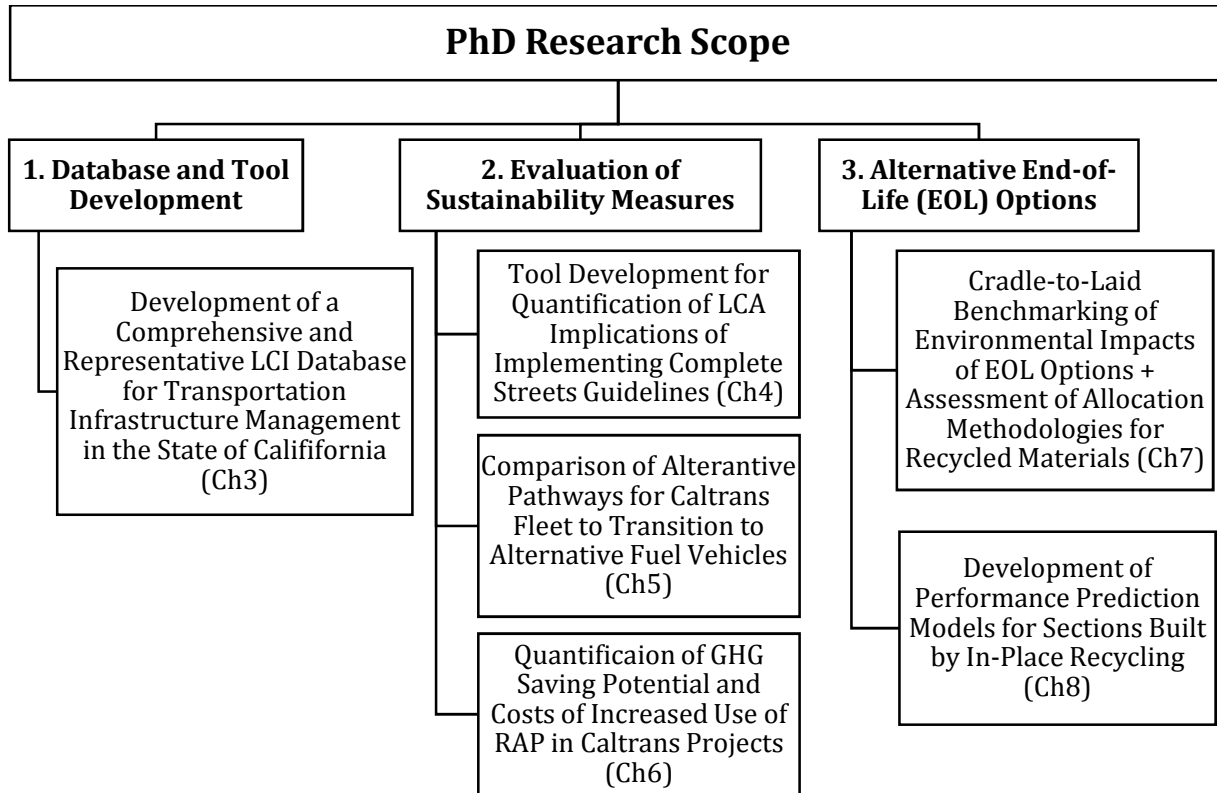 PhD Research Scope
1. Database and Tool
Development
Development of a
Comprehensive and
Representative LCI Database
for Transportation
Infrastructure Management
in the State of Calififornia
(Ch3)
2. Evaluation of
Sustainability Measures
Tool Development for
Quantification of LCA
Implications of
Implementing Complete
Streets Guidelines (Ch4)
Comparison of Alterantive
Pathways for Caltrans
Fleet to Transition to
Alternative Fuel Vehicles
(Ch5)
Quantificaion of GHG
Saving Potential and
Costs of Increased Use of
RAP in Caltrans Projects
(Ch6)
3. Alternative End-of-
Life (EOL) Options
Cradle-to-Laid
Benchmarking of
Environmental Impacts
of EOL Options +
Assessment of Allocation
Methodologies for
Recycled Materials (Ch7)
Development of
Performance Prediction
Models for Sections Built
by In-Place Recycling
(Ch8)